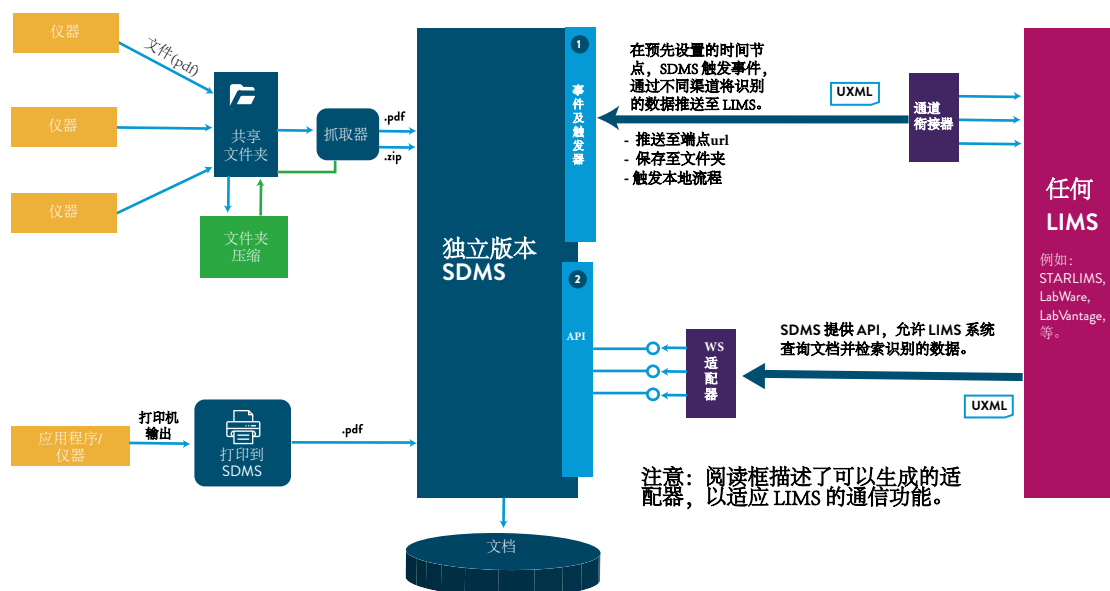 仪器
文件(pdf)
仪器
仪器
共享
文件夹
文件夹
压缩
抓取器
.pdf
.zip
应用程序/
仪器
打印机
输出
打印到
SDMS
.pdf
独立版本
SDMS
文档
1
事件及触发器
2
API
在预先设置的时间节
点，SDMS 触发事件，
通过不同渠道将识别
的数据推送至 LIMS。
- 推送至端点url
- 保存至文件夹
- 触发本地流程
UXML
通道
衔接器
WS
适
配
器
SDMS 提供 API，允许 LIMS 系统
查询文档并检索识别的数据。
UXML
任何
LIMS
例如：
STARLIMS,
LabWare,
LabVantage,
等。
注意：阅读框描述了可以生成的适
配器，以适应 LIMS 的通信功能。